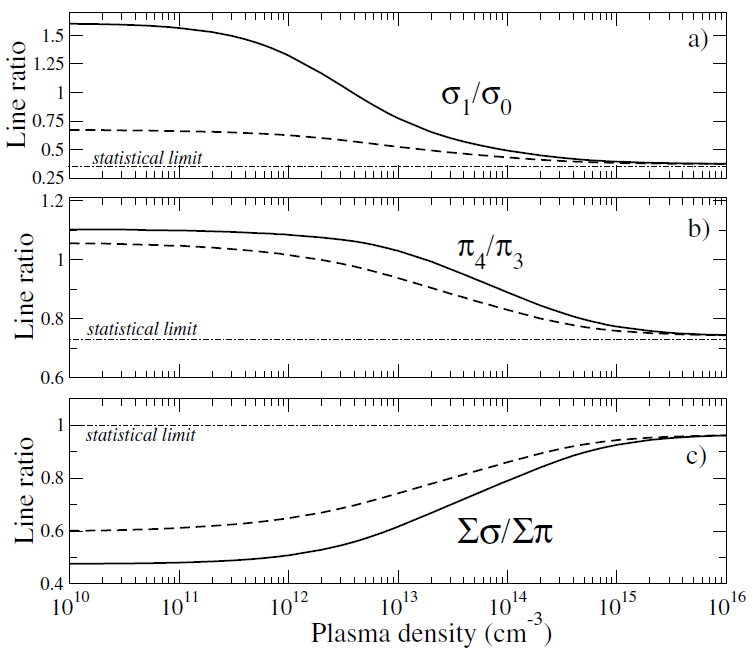 a)
1.5
1.25
1
0.75
0.5
0.25
Line ratio
σ1/σ0
statistical limit
b)
1.2
1
0.8
0.6
Line ratio
π4/π3
statistical limit
c)
1
0.8
0.6
0.4
Line ratio
statistical limit
Σσ/Σπ
10^10 10^11 10^12 10^13 10^14 10^15 10^16
Plasma density (cm^-3)